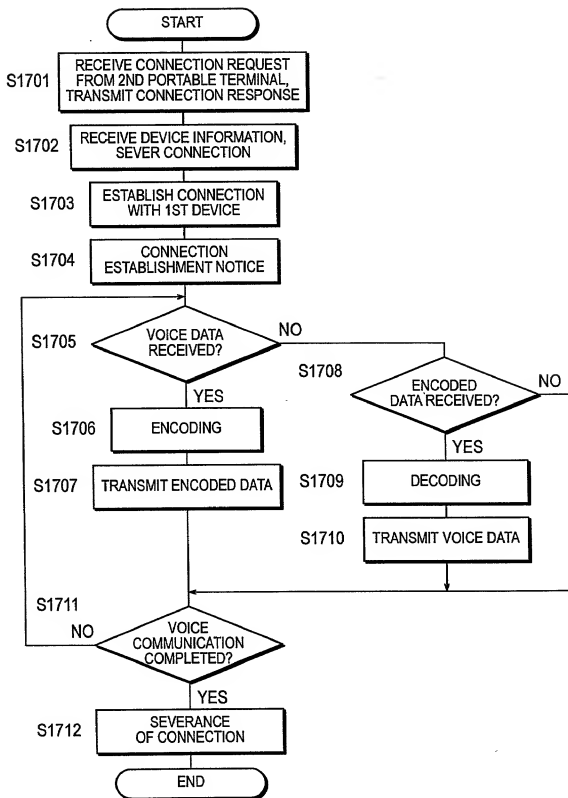 START
S1701
RECEIVE CONNECTION REQUEST
FROM 2ND PORTABLE TERMINAL,
TRANSMIT CONNECTION RESPONSE
S1702
RECEIVE DEVICE INFORMATION,
SEVER CONNECTION
S1703
ESTABLISH CONNECTION
WITH 1ST DEVICE
S1704
CONNECTION
ESTABLISHMENT NOTICE
S1705
VOICE DATA
RECEIVED?
NO
YES
S1706
ENCODING
S1707
TRANSMIT ENCODED DATA
S1708
ENCODED
DATA RECEIVED?
NO
YES
S1709
DECODING
S1710
TRANSMIT VOICE DATA
S1711
NO
VOICE
COMMUNICATION
COMPLETED?
YES
S1712
SEVERANCE
OF CONNECTION
END